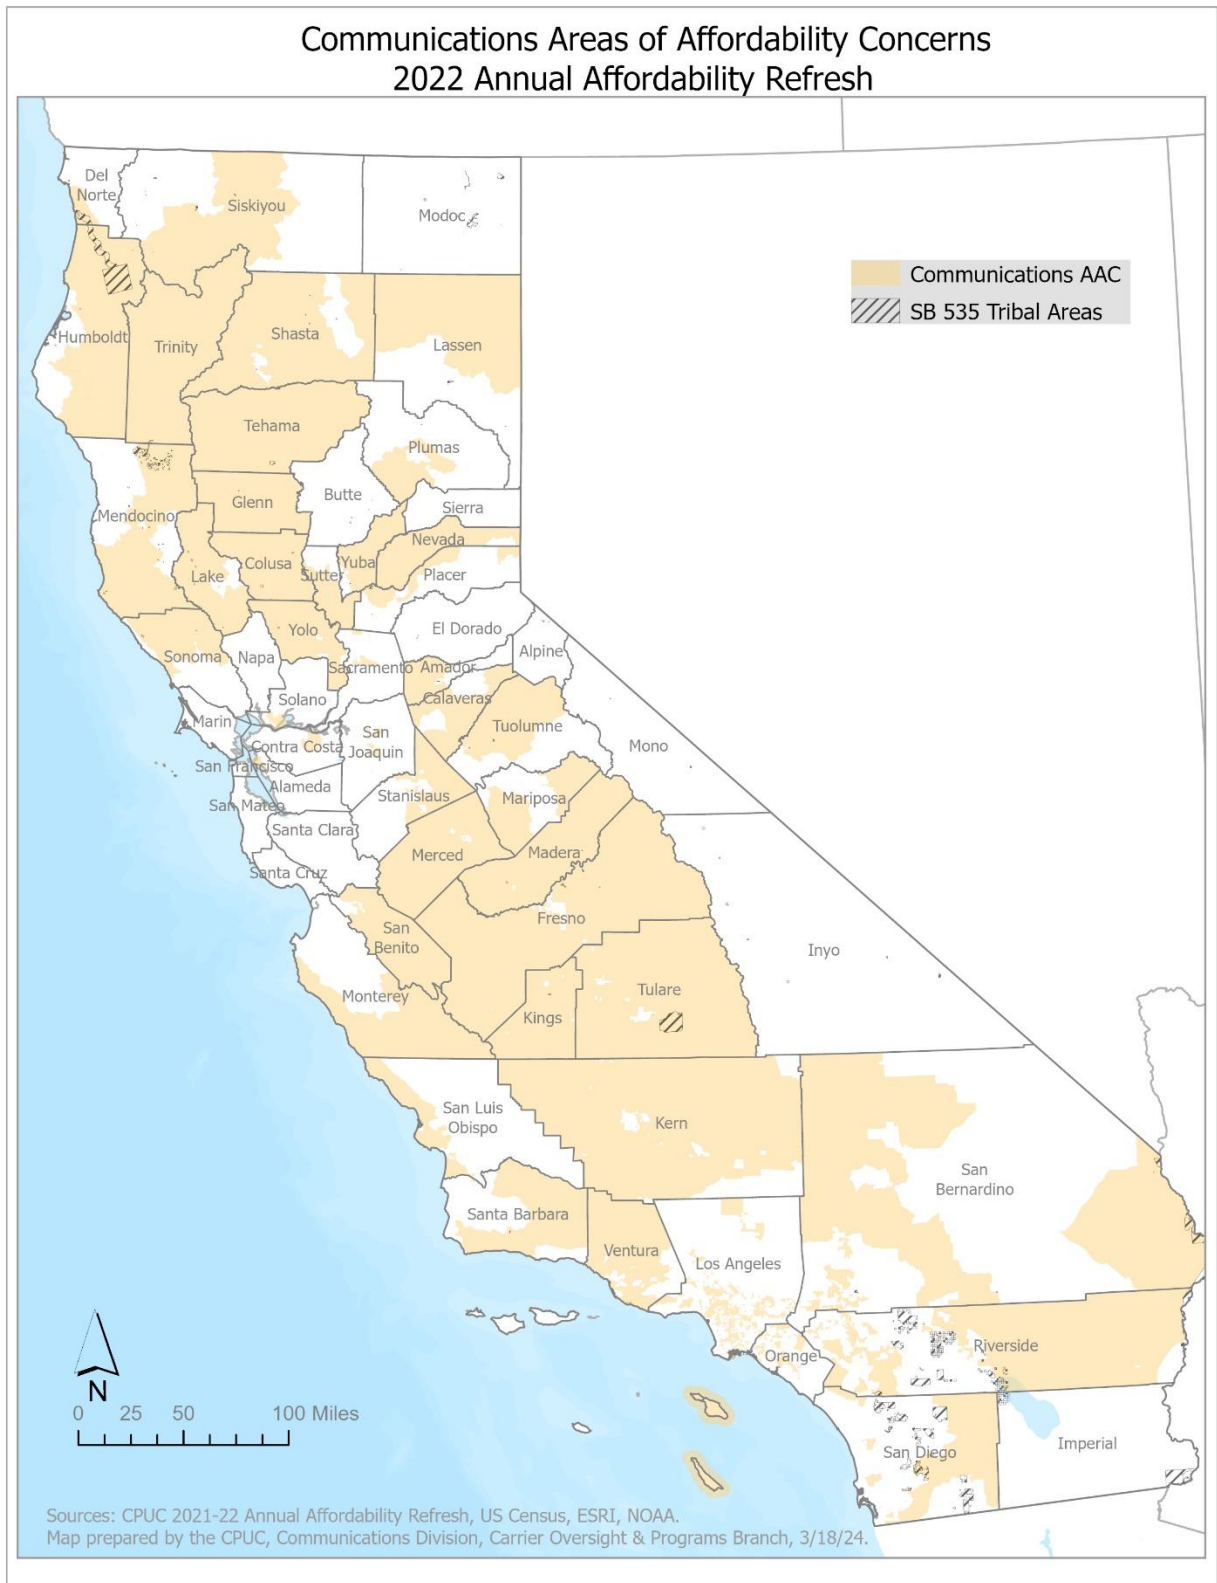 Communications Areas of Affordability Concerns
2022 Annual Affordability Refresh
Del
Norte
Siskiyou
Modoc
Communications AAC
SB 535 Tribal Areas
Humboldt
Trinity
Shasta
Lassen
Tehama
Plumas
Butte
Glenn
Sierra
Mendocino
Nevada
Lake
Colusa
Sutter
Yuba
Placer
Yolo
El Dorado
Sonoma
Napa
Sacramento
Amador
Alpine
Solano
Calaveras
Marin
Tuolumne
San
Joaquin
Contra Costa
Mono
San Francisco
Alameda
San Mateo
Stanislaus
Mariposa
Santa Clara
Merced
Madera
Santa Cruz
Fresno
San
Benito
Inyo
Monterey
Tulare
Kings
San Luis
Obispo
Kern
San
Bernardino
Santa Barbara
Ventura
Los Angeles
Orange
Riverside
San Diego
Imperial
N
0 25 50 100 Miles
Sources: CPUC 2021-22 Annual Affordability Refresh, US Census, ESRI, NOAA.
Map prepared by the CPUC, Communications Division, Carrier Oversight & Programs Branch, 3/18/24.